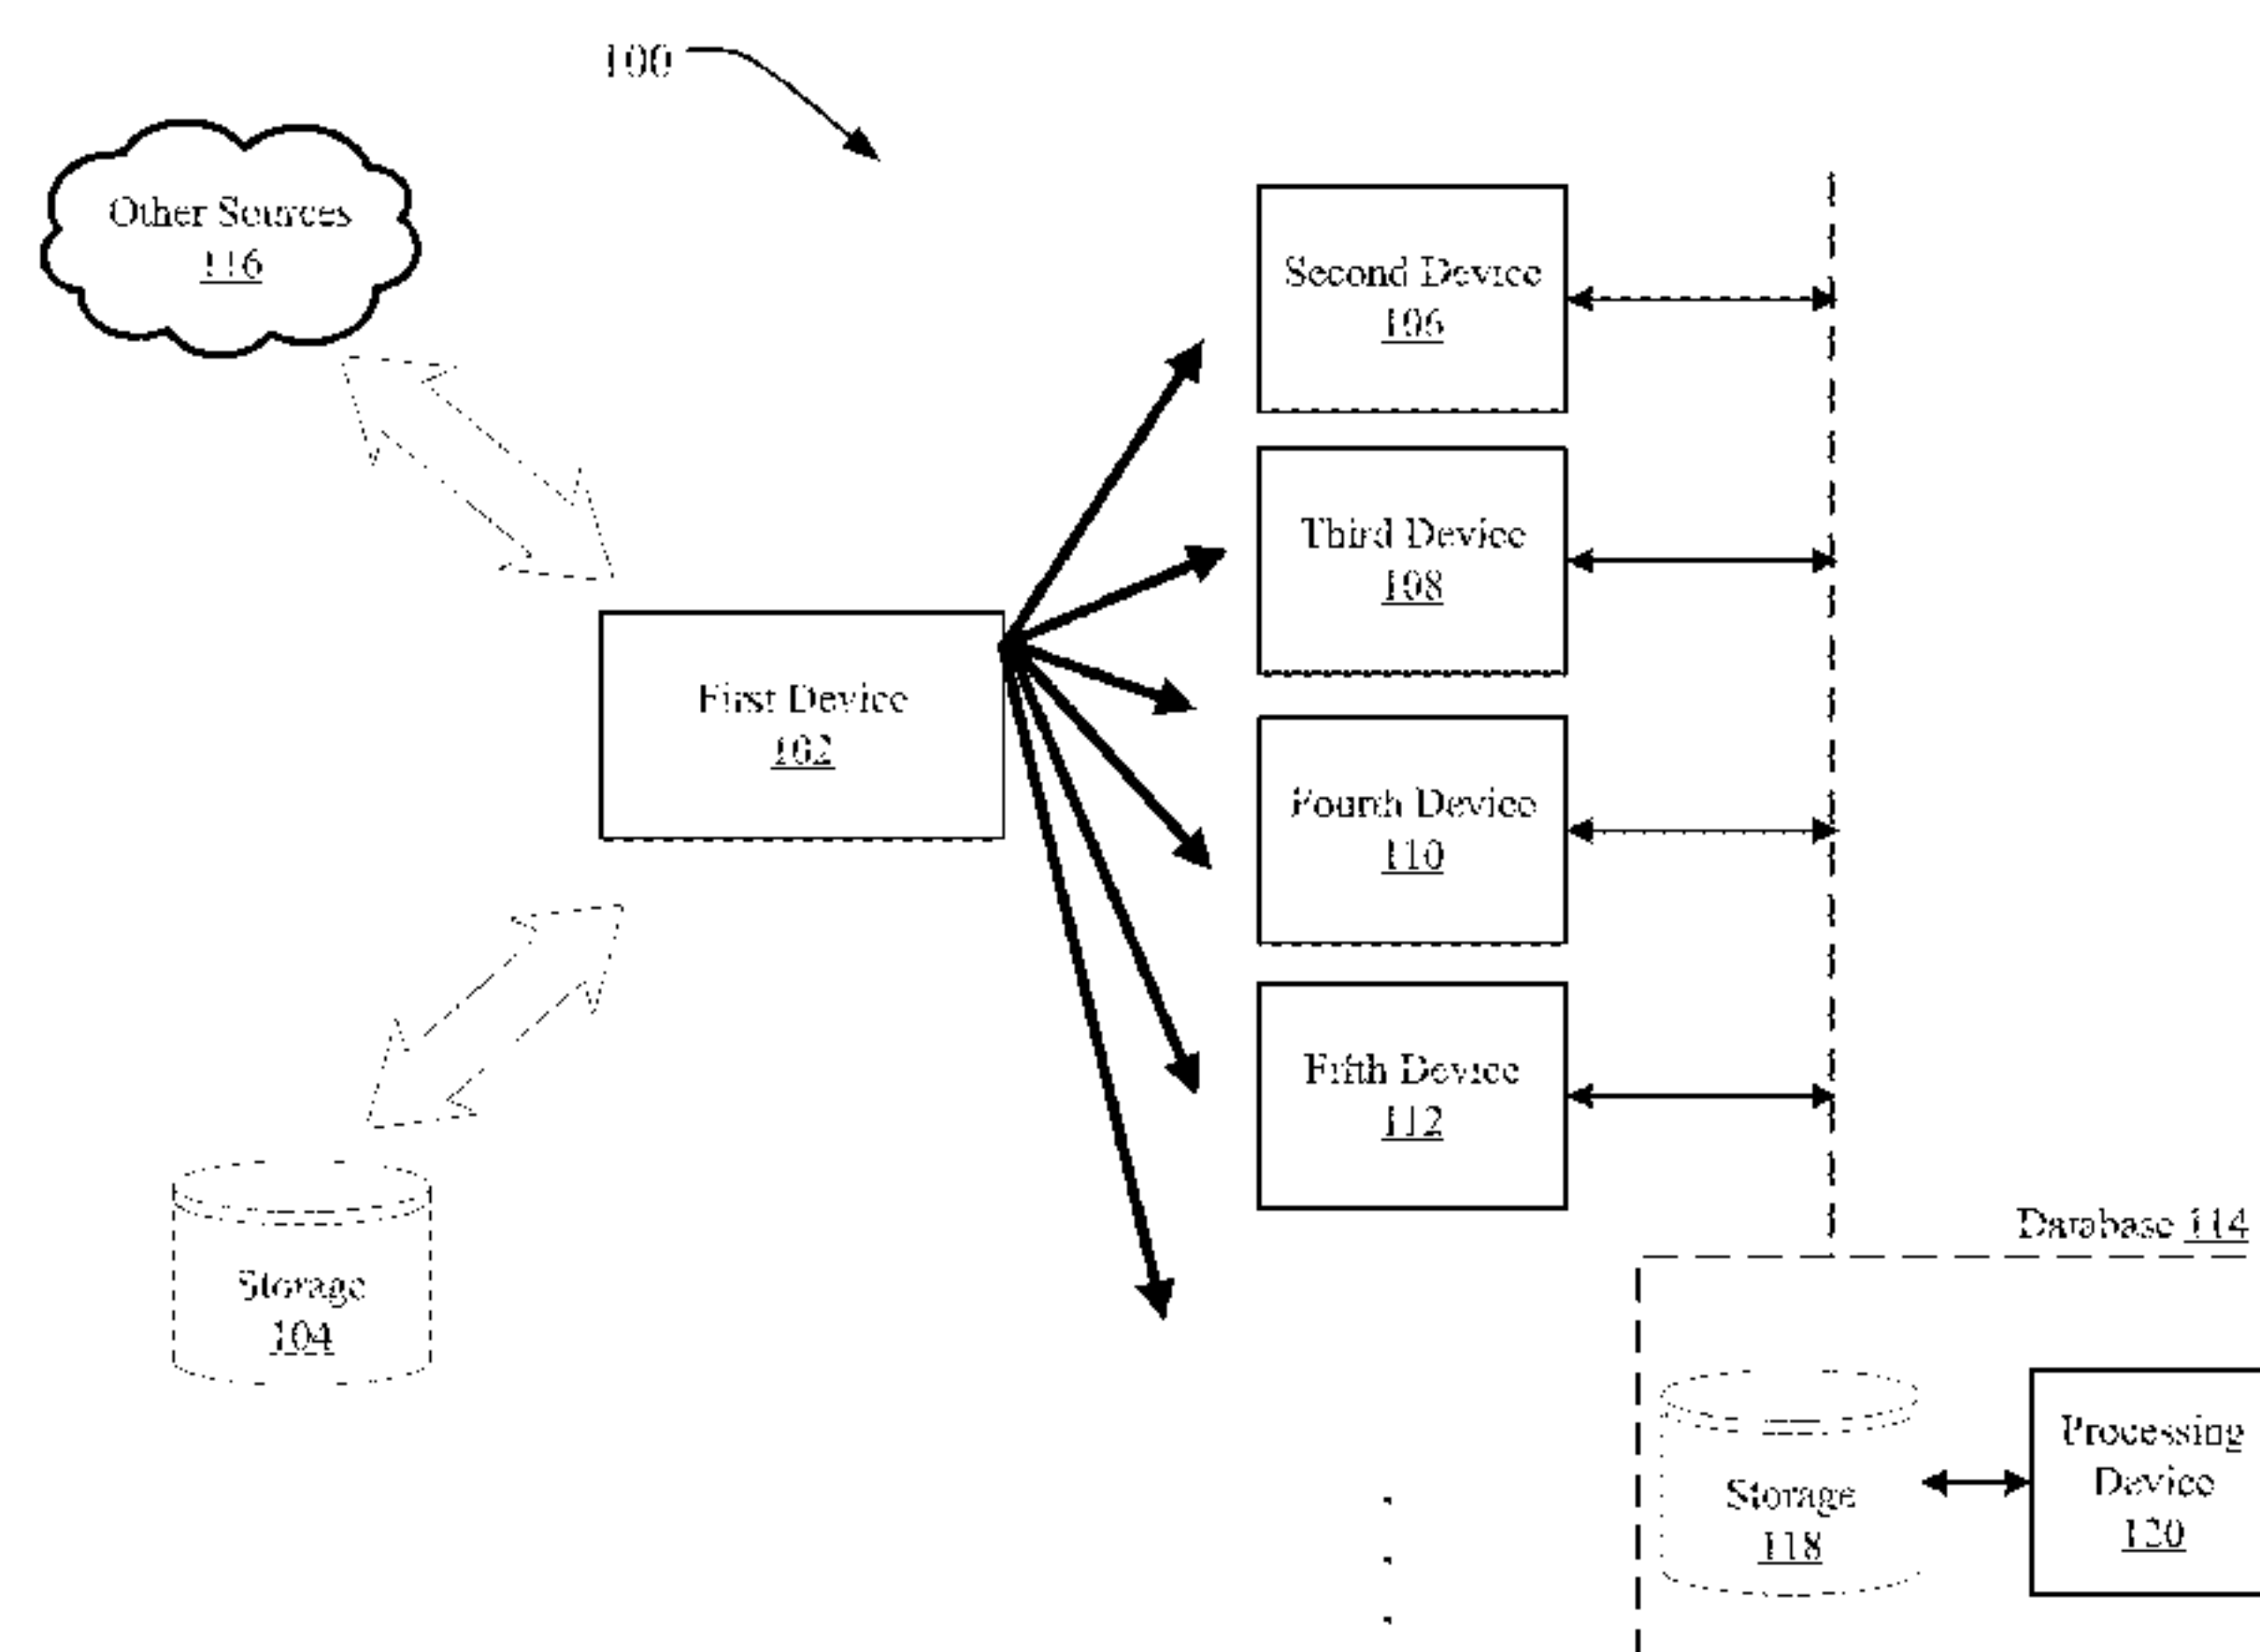 100
Other Sources
116
Second Device
106
Third Device
108
First Device
102
Fourth Device
110
Fifth Device
112
Database 114
Storage
104
Processing
Device
120
Storage
118